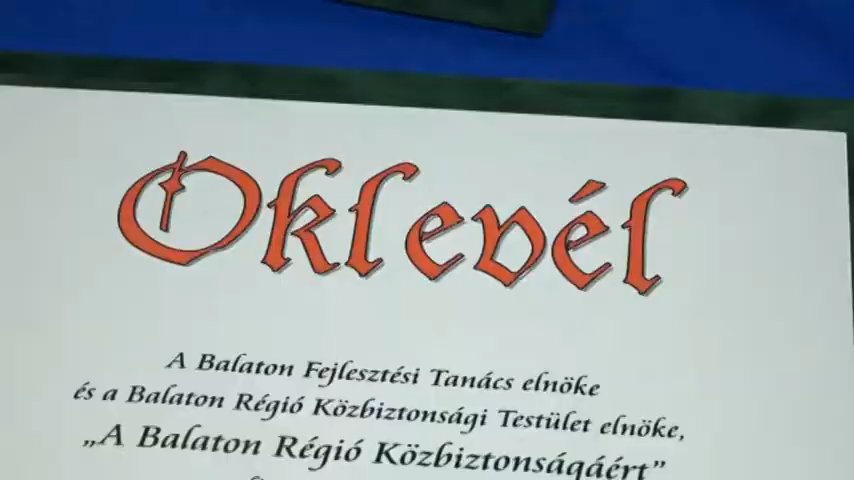 Oklevél
A Balaton Fejlesztési Tanács elnöke
és a Balaton Régió Közbiztonsági Testület elnöke,
„A Balaton Régió Közbiztonságáért”